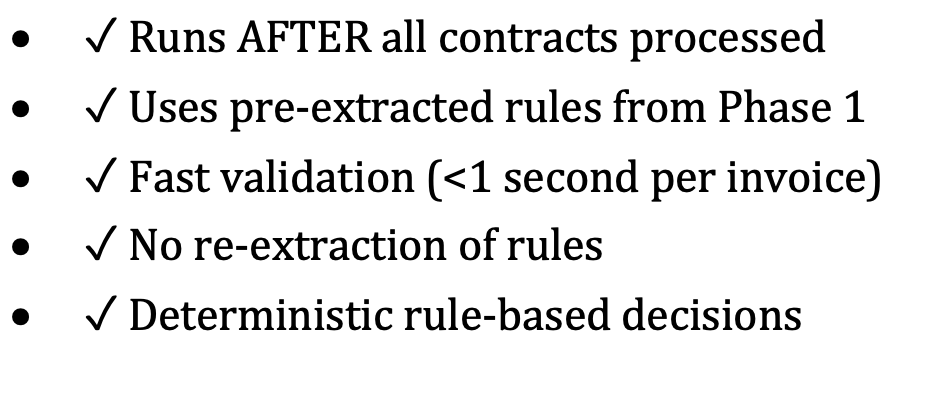 • ✓ Runs AFTER all contracts processed
• ✓ Uses pre-extracted rules from Phase 1
• ✓ Fast validation (<1 second per invoice)
• ✓ No re-extraction of rules
• ✓ Deterministic rule-based decisions